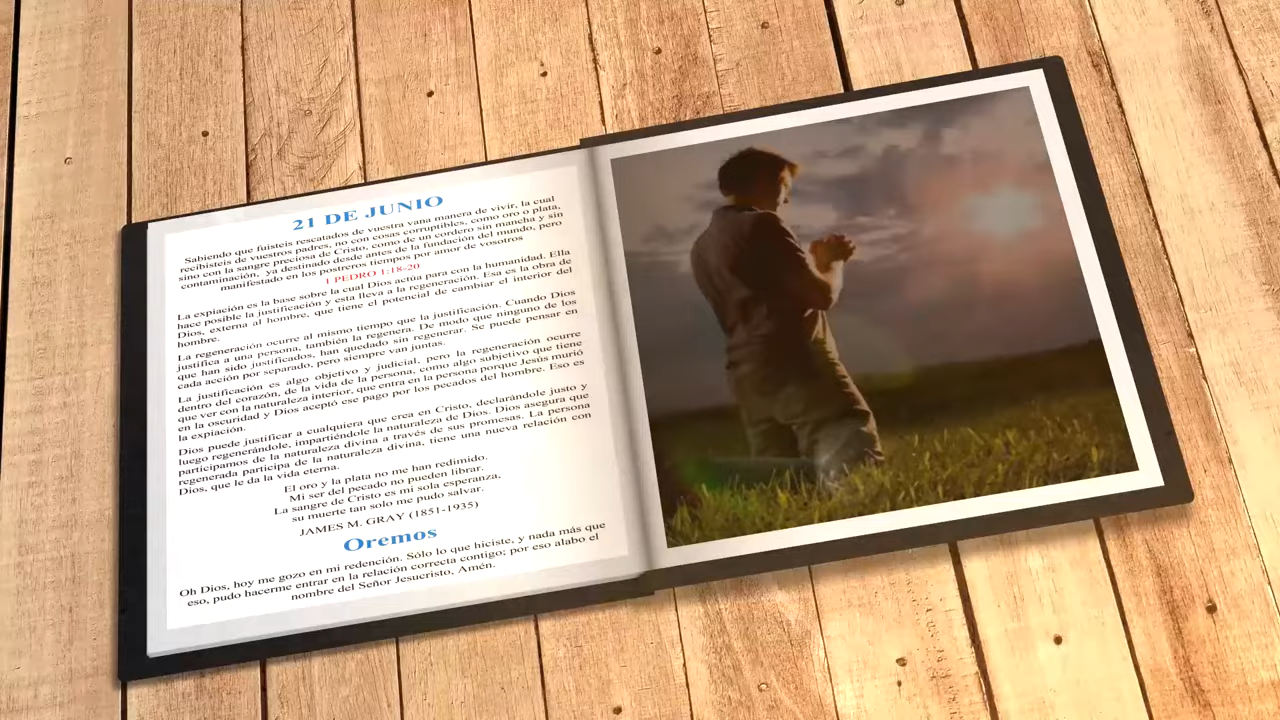 21 DE JUNIO
Sabiendo que fuisteis rescatados de vuestra vana manera de vivir, la cual
recibisteis de vuestros padres, no con cosas corruptibles, como oro o plata,
sino con la sangre preciosa de Cristo, como de un cordero sin mancha y sin
contaminación, ya destinado desde antes de la fundación del mundo, pero
manifestado en los postreros tiempos por amor de vosotros
1 PEDRO 1:18-20
La expiación es la base sobre la cual Dios actúa para con la humanidad. Ella
hace posible la justificación y esta lleva a la regeneración. Esa es la obra de
Dios, externa al hombre, que tiene el potencial de cambiar el interior del
hombre.
La regeneración ocurre al mismo tiempo que la justificación. Cuando Dios
justifica a una persona, también la regenera. De modo que ninguno de los
que han sido justificados, han quedado sin regenerar. Se puede pensar en
cada acción por separado, pero siempre van juntas.
La justificación es algo objetivo y judicial, pero la regeneración ocurre
dentro del corazón, de la vida de la persona, como algo subjetivo que tiene
que ver con la naturaleza interior, que entra en la persona porque Jesús murió
en la oscuridad y Dios aceptó ese pago por los pecados del hombre. Eso es
la expiación.
Dios puede justificar a cualquiera que crea en Cristo, declarándole justo y
luego regenerándole, impartiéndole la naturaleza de Dios. Dios asegura que
participamos de la naturaleza divina a través de sus promesas. La persona
regenerada participa de la naturaleza divina, tiene una nueva relación con
Dios, que le da la vida eterna.
El oro y la plata no me han redimido.
Mi ser del pecado no pueden librar.
La sangre de Cristo es mi sola esperanza,
su muerte tan solo me pudo salvar.
JAMES M. GRAY (1851-1935)
Oremos
Oh Dios, hoy me gozo en mi redención. Sólo lo que hiciste, y nada más que
eso, pudo hacerme entrar en la relación correcta contigo; por eso alabo el
nombre del Señor Jesucristo, Amén.